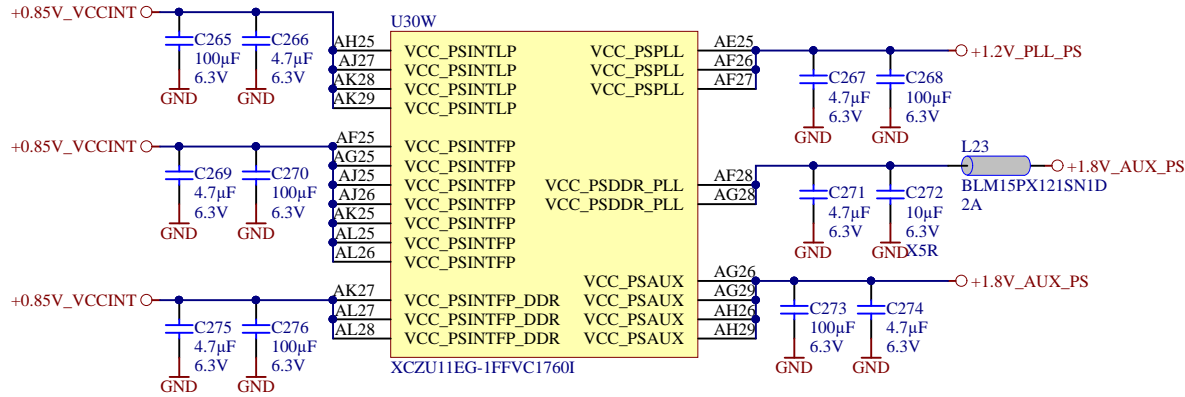 +0.85V_VCCINT
C265
100µF
6.3V
GND
C266
4.7µF
6.3V
GND
+0.85V_VCCINT
C269
4.7µF
6.3V
GND
C270
100µF
6.3V
GND
+0.85V_VCCINT
C275
4.7µF
6.3V
GND
C276
100µF
6.3V
GND
U30W
AH25 VCC_PSINTLP
AJ27 VCC_PSINTLP
AK28 VCC_PSINTLP
AK29 VCC_PSINTLP
AF25 VCC_PSINTFP
AG25 VCC_PSINTFP
AJ25 VCC_PSINTFP
AJ26 VCC_PSINTFP
AK25 VCC_PSINTFP
AL25 VCC_PSINTFP
AL26 VCC_PSINTFP
AK27 VCC_PSINTFP_DDR
AL27 VCC_PSINTFP_DDR
AL28 VCC_PSINTFP_DDR
VCC_PSPLL AE25
VCC_PSPLL AF26
VCC_PSPLL AF27
VCC_PSDDR_PLL AF28
VCC_PSDDR_PLL AG28
VCC_PSAUX AG26
VCC_PSAUX AG29
VCC_PSAUX AH26
VCC_PSAUX AH29
XCZU11EG-1FFVC1760I
+1.2V_PLL_PS
C267
4.7µF
6.3V
GND
C268
100µF
6.3V
GND
L23
BLM15PX121SN1D
2A
+1.8V_AUX_PS
C271
4.7µF
6.3V
GND
C272
10µF
6.3V
X5R
GND
+1.8V_AUX_PS
C273
100µF
6.3V
GND
C274
4.7µF
6.3V
GND